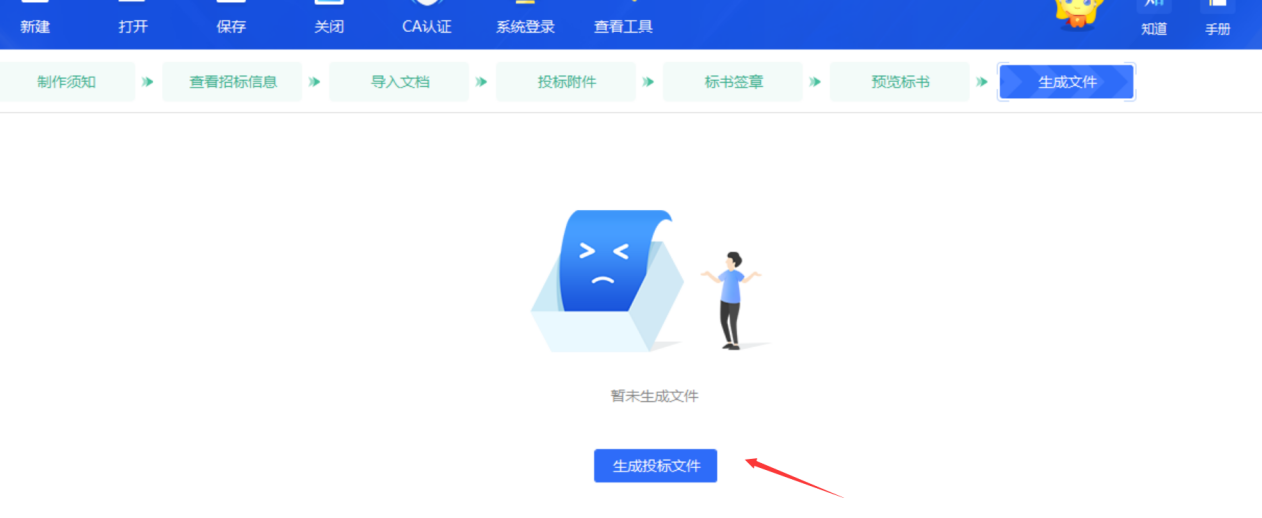 新建 打开 保存 关闭 CA认证 系统登录 查看工具 知道 手册
制作须知 查看招标信息 导入文档 投标附件 标书签章 预览标书 生成文件
暂未生成文件
生成投标文件